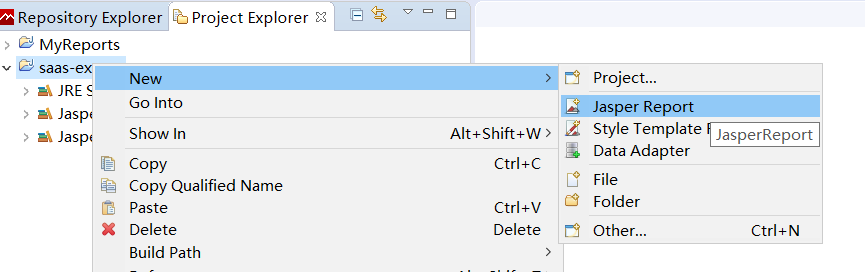 Repository Explorer Project Explorer
MyReports
saas-ex
JRE S
Jaspe
Jaspe
New
Go Into
Show In Alt+Shift+W
Copy Ctrl+C
Copy Qualified Name
Paste Ctrl+V
Delete Delete
Build Path
Project...
Jasper Report
Style Template
JasperReport
Data Adapter
File
Folder
Other... Ctrl+N